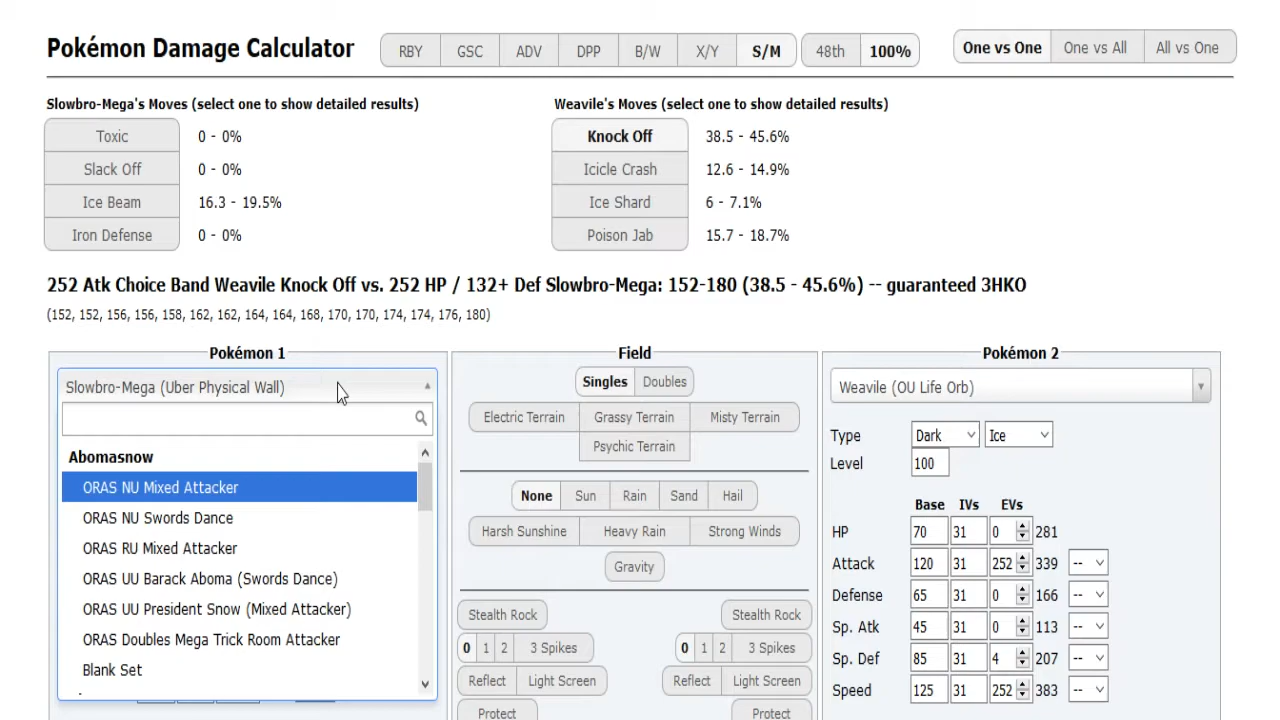 Pokémon Damage Calculator RBY GSC ADV DPP B/W X/Y S/M 48th 100% One vs One One vs All All vs One
Slowbro-Mega's Moves (select one to show detailed results) Weavile's Moves (select one to show detailed results)
Toxic 0 - 0% Knock Off 38.5 - 45.6%
Slack Off 0 - 0% Icicle Crash 12.6 - 14.9%
Ice Beam 16.3 - 19.5% Ice Shard 6 - 7.1%
Iron Defense 0 - 0% Poison Jab 15.7 - 18.7%
252 Atk Choice Band Weavile Knock Off vs. 252 HP / 132+ Def Slowbro-Mega: 152-180 (38.5 - 45.6%) -- guaranteed 3HKO
(152, 152, 156, 156, 158, 162, 162, 164, 164, 168, 170, 170, 174, 174, 176, 180)
Pokémon 1
Slowbro-Mega (Uber Physical Wall)
Abomasnow
ORAS NU Mixed Attacker
ORAS NU Swords Dance
ORAS RU Mixed Attacker
ORAS UU Barack Aboma (Swords Dance)
ORAS UU President Snow (Mixed Attacker)
ORAS Doubles Mega Trick Room Attacker
Blank Set
Field
Singles Doubles
Electric Terrain Grassy Terrain Misty Terrain
Psychic Terrain
None Sun Rain Sand Hail
Harsh Sunshine Heavy Rain Strong Winds
Gravity
Stealth Rock Stealth Rock
0 1 2 3 Spikes 0 1 2 3 Spikes
Reflect Light Screen Reflect Light Screen
Protect Protect
Pokémon 2
Weavile (OU Life Orb)
Type Dark Ice
Level 100
Base IVs EVs
HP 70 31 0 281
Attack 120 31 252 339 --
Defense 65 31 0 166 --
Sp. Atk 45 31 0 113 --
Sp. Def 85 31 4 207 --
Speed 125 31 252 383 --